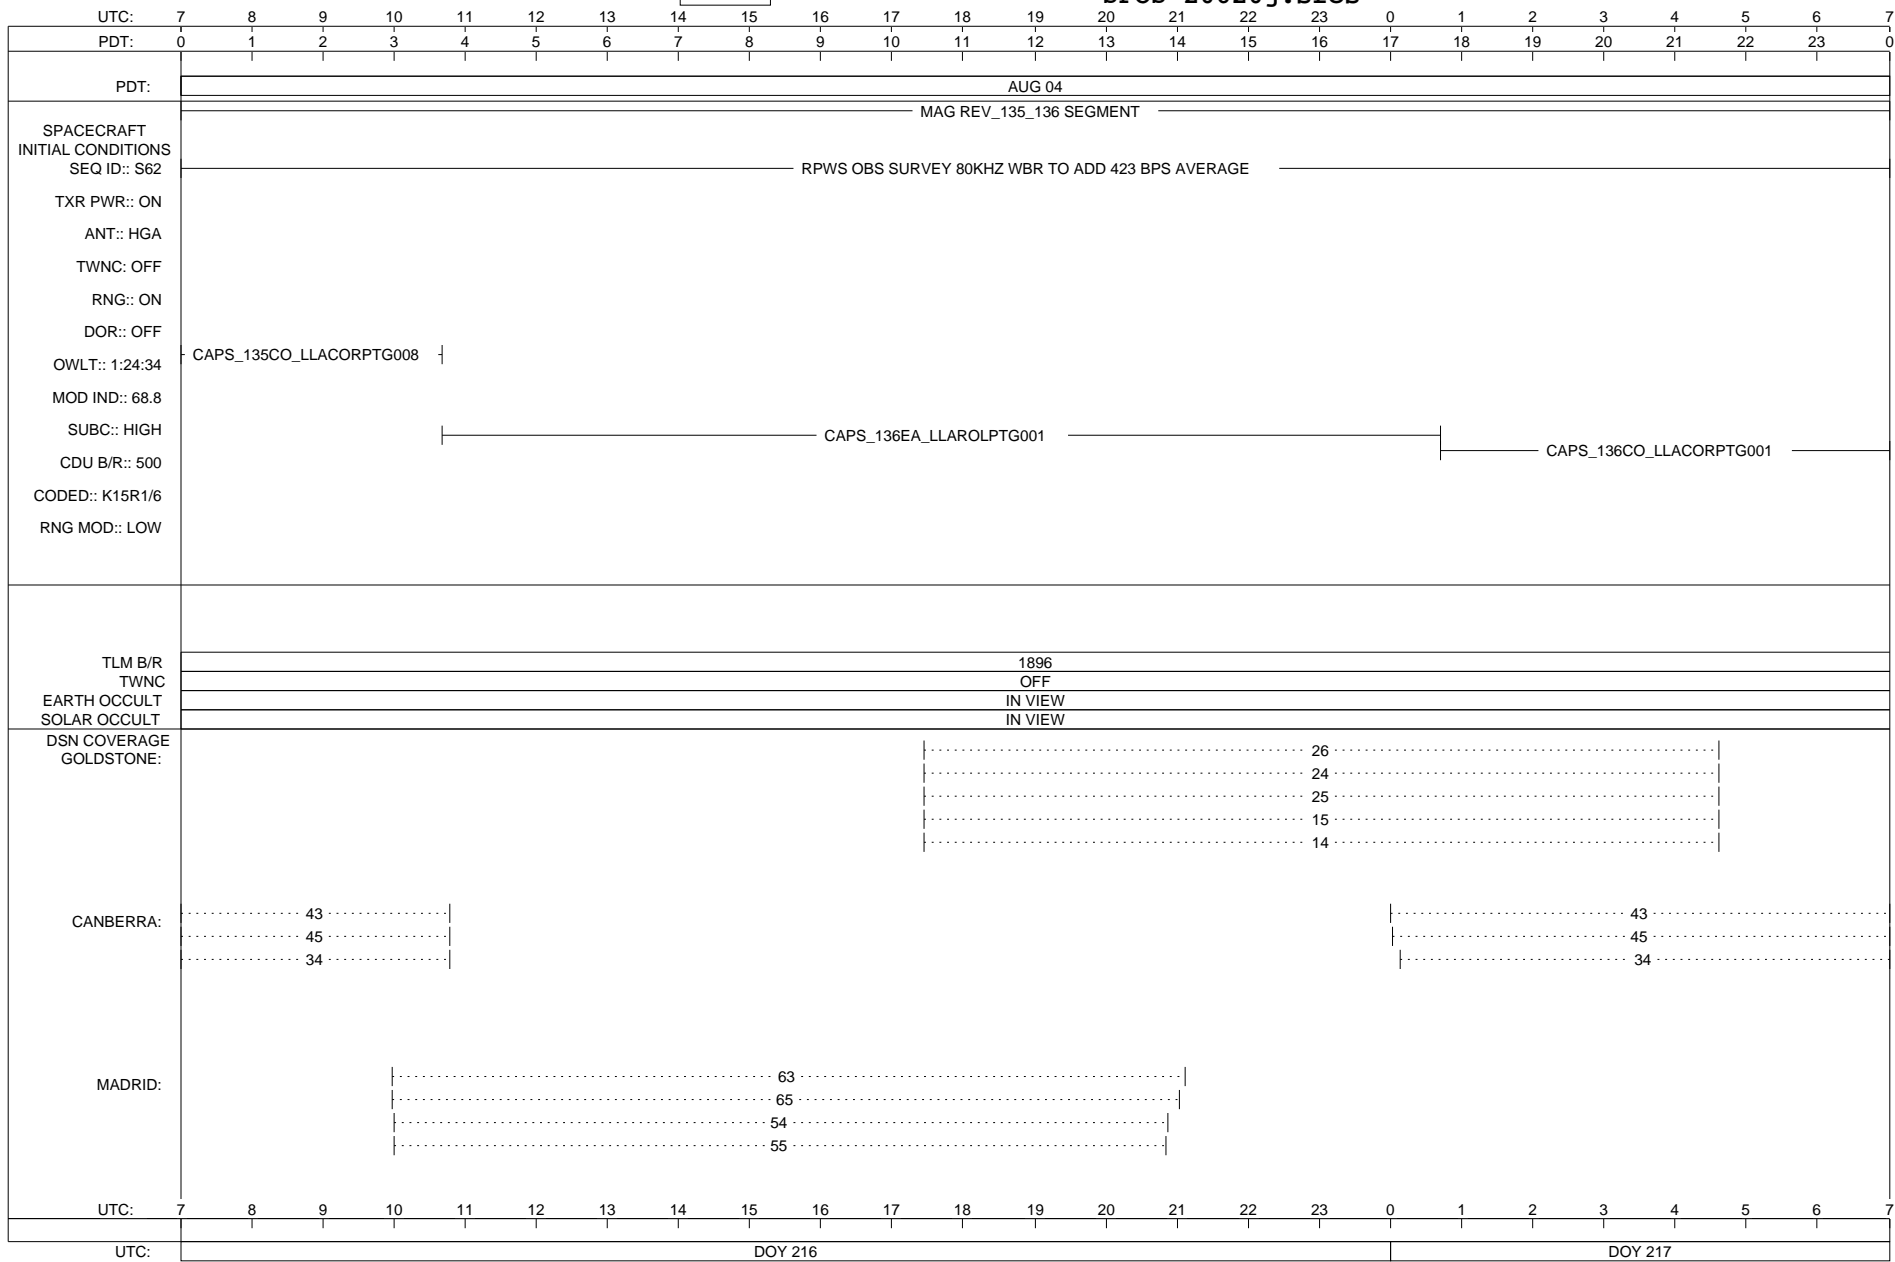 UTC: 7 8 9 10 11 12 13 14 15 16 17 18 19 20 21 22 23 0 1 2 3 4 5 6 7
PDT: 0 1 2 3 4 5 6 7 8 9 10 11 12 13 14 15 16 17 18 19 20 21 22 23 0
PDT: AUG 04
MAG REV_135_136 SEGMENT
SPACECRAFT
INITIAL CONDITIONS
SEQ ID:: S62
RPWS OBS SURVEY 80KHZ WBR TO ADD 423 BPS AVERAGE
TXR PWR:: ON
ANT:: HGA
TWNC: OFF
RNG:: ON
DOR:: OFF
CAPS_135CO_LLACORPTG008
OWLT:: 1:24:34
MOD IND:: 68.8
SUBC:: HIGH
CAPS_136EA_LLAROLPTG001
CAPS_136CO_LLACORPTG001
CDU B/R:: 500
CODED:: K15R1/6
RNG MOD:: LOW
TLM B/R 1896
TWNC OFF
EARTH OCCULT IN VIEW
SOLAR OCCULT IN VIEW
DSN COVERAGE
GOLDSTONE:
26
24
25
15
14
CANBERRA:
43 43
45 45
34 34
MADRID:
63
65
54
55
UTC: 7 8 9 10 11 12 13 14 15 16 17 18 19 20 21 22 23 0 1 2 3 4 5 6 7
UTC: DOY 216 DOY 217